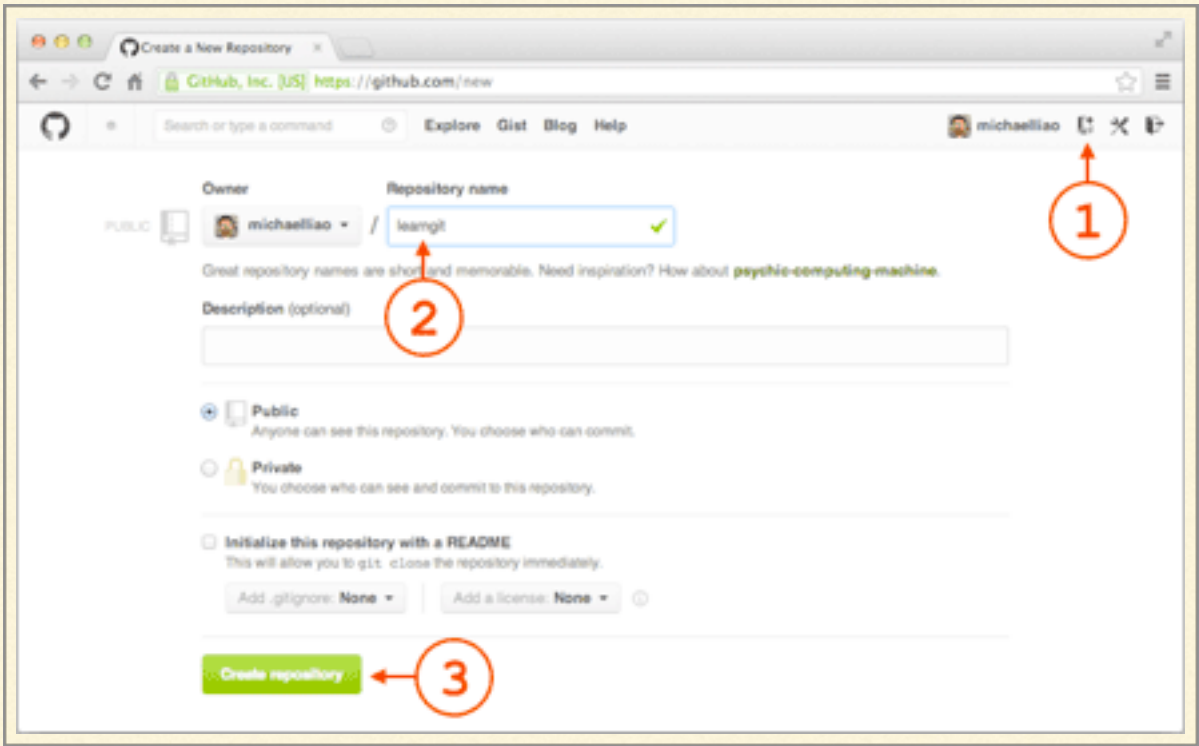 Create a New Repository
GitHub, Inc. [US] https://github.com/new
Search or type a command Explore Gist Blog Help michaelliao
1
Owner Repository name
PUBLIC michaelliao / learngit
Great repository names are short and memorable. Need inspiration? How about psychic-computing-machine.
2
Description (optional)
Public
Anyone can see this repository. You choose who can commit.
Private
You choose who can see and commit to this repository.
Initialize this repository with a README
This will allow you to git clone the repository immediately.
Add .gitignore: None Add a license: None
Create repository 3